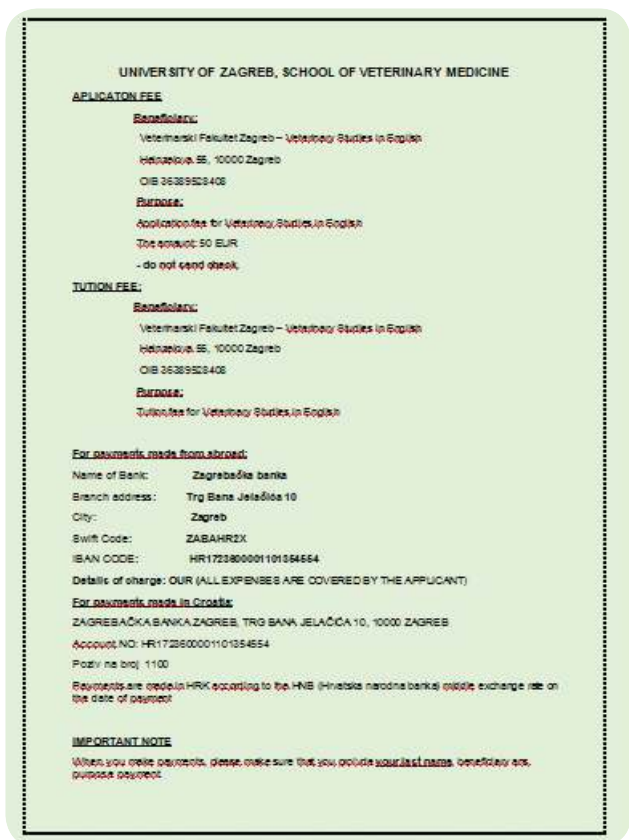 UNIVERSITY OF ZAGREB, SCHOOL OF VETERINARY MEDICINE
APLICATON FEE
Beneficiary:
Veterinarski Fakultet Zagreb – Veterinary Studies in English
Heinzelova 55, 10000 Zagreb
OIB 36389528408
Purpose:
Application fee for Veterinary Studies in English
The amount: 50 EUR
- do not send check
TUTION FEE:
Beneficiary:
Veterinarski Fakultet Zagreb – Veterinary Studies in English
Heinzelova 55, 10000 Zagreb
OIB 36389528408
Purpose:
Tution fee for Veterinary Studies in English
For payments made from abroad:
Name of Bank: Zagrebačka banka
Branch address: Trg Bana Jelačića 10
City: Zagreb
Swift Code: ZABAHR2X
IBAN CODE: HR1723600001101354554
Details of charge: OUR (ALL EXPENSES ARE COVERED BY THE APPLICANT)
For payments made in Croatia:
ZAGREBAČKA BANKA ZAGREB, TRG BANA JELAČIĆA 10, 10000 ZAGREB
Account NO: HR1723600001101354554
Poziv na broj 1100
Payments are made in HRK according to the HNB (Hrvatska narodna banka) middle exchange rate on
the date of payment
IMPORTANT NOTE
When you make payments, please make sure that you include your last name, beneficiary
purpose payment